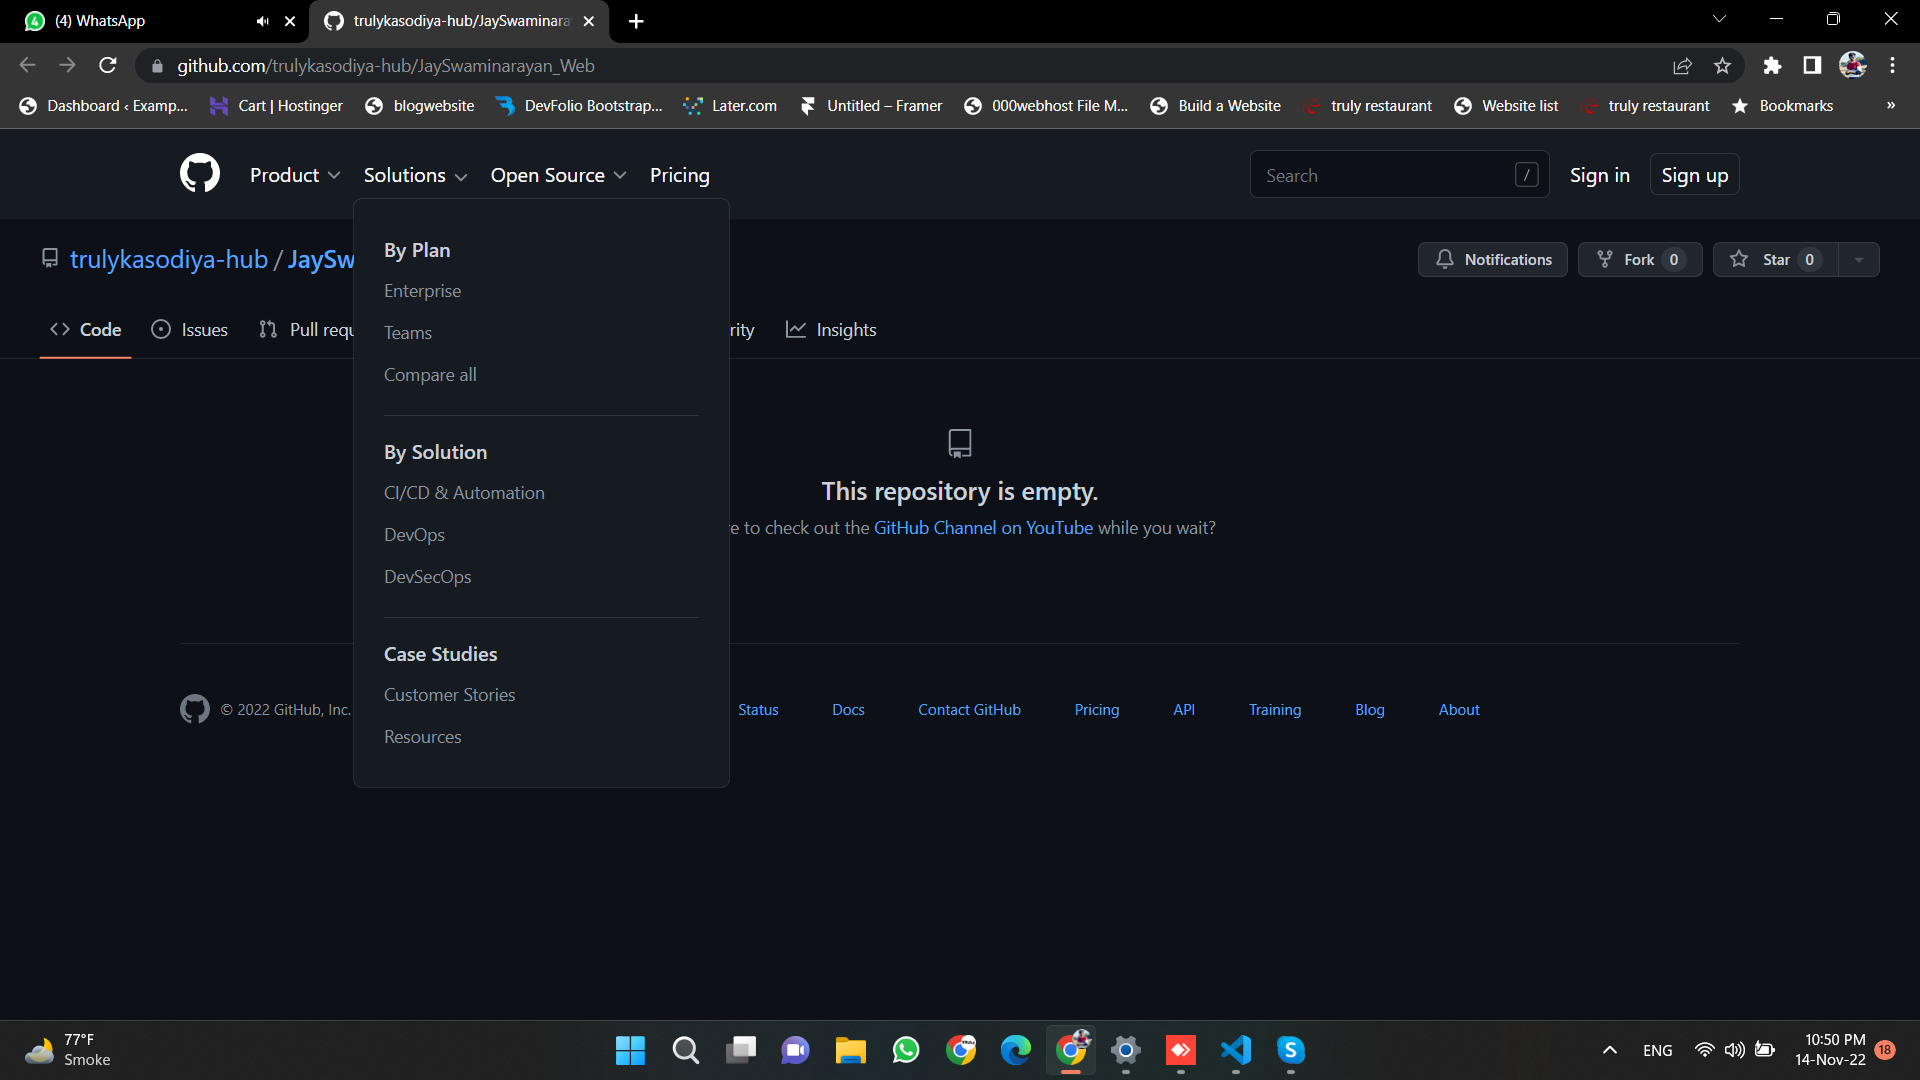 (4) WhatsApp
trulykasodiya-hub/JaySwaminara
github.com/trulykasodiya-hub/JaySwaminarayan_Web
Dashboard ‹ Examp... Cart | Hostinger blogwebsite DevFolio Bootstrap... Later.com Untitled – Framer 000webhost File M... Build a Website truly restaurant Website list truly restaurant Bookmarks »
Product Solutions Open Source Pricing Search / Sign in Sign up
trulykasodiya-hub / JaySw
Notifications Fork 0 Star 0
Code Issues Pull requ rity Insights
By Plan
Enterprise
Teams
Compare all
By Solution
CI/CD & Automation
DevOps
DevSecOps
Case Studies
Customer Stories
Resources
This repository is empty.
e to check out the GitHub Channel on YouTube while you wait?
© 2022 GitHub, Inc. Status Docs Contact GitHub Pricing API Training Blog About
77°F
Smoke
ENG
10:50 PM
14-Nov-22
18